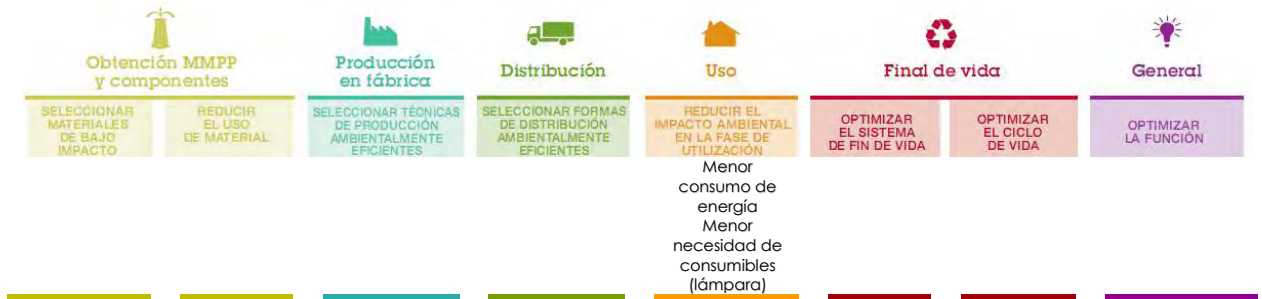 Obtención MMPP
y componentes
Producción
en fábrica
Distribución
Uso
Final de vida
General
SELECCIONAR
MATERIALES
DE BAJO
IMPACTO
REDUCIR
EL USO
DE MATERIAL
SELECCIONAR TÉCNICAS
DE PRODUCCIÓN
AMBIENTALMENTE
EFICIENTES
SELECCIONAR FORMAS
DE DISTRIBUCIÓN
AMBIENTALMENTE
EFICIENTES
REDUCIR EL
IMPACTO AMBIENTAL
EN LA FASE DE
UTILIZACIÓN
OPTIMIZAR
EL SISTEMA
DE FIN DE VIDA
OPTIMIZAR
EL CICLO
DE VIDA
OPTIMIZAR
LA FUNCIÓN
Menor
consumo de
energía
Menor
necesidad de
consumibles
(lámpara)